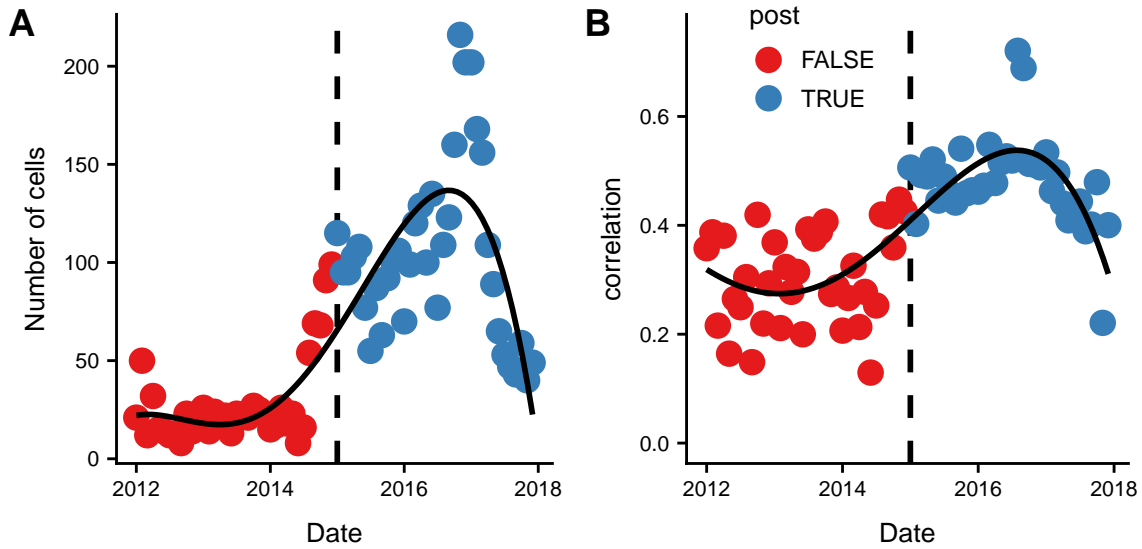 A
Number of cells
200
150
100
50
0
2012
2014
2016
2018
Date
B
post
FALSE
TRUE
correlation
0.6
0.4
0.2
0.0
2012
2014
2016
2018
Date